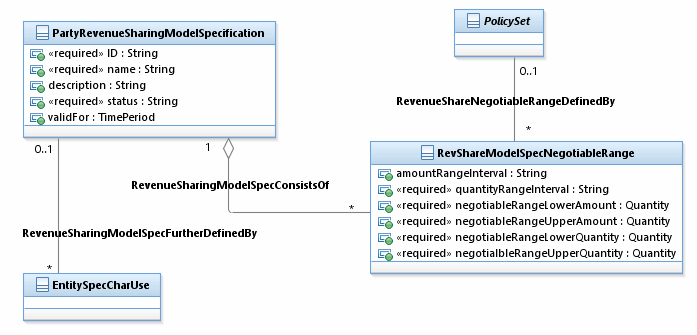 PartyRevenueSharingModelSpecification
«required» ID : String
«required» name : String
description : String
«required» status : String
validFor : TimePeriod
PolicySet
0..1
RevenueShareNegotiableRangeDefinedBy
*
0..1
1
RevenueSharingModelSpecConsistsOf
*
RevShareModelSpecNegotiableRange
amountRangeInterval : String
«required» quantityRangeInterval : String
«required» negotiableRangeLowerAmount : Quantity
«required» negotiableRangeUpperAmount : Quantity
«required» negotiableRangeLowerQuantity : Quantity
«required» negotialbleRangeUpperQuantity : Quantity
RevenueSharingModelSpecFurtherDefinedBy
*
EntitySpecCharUse